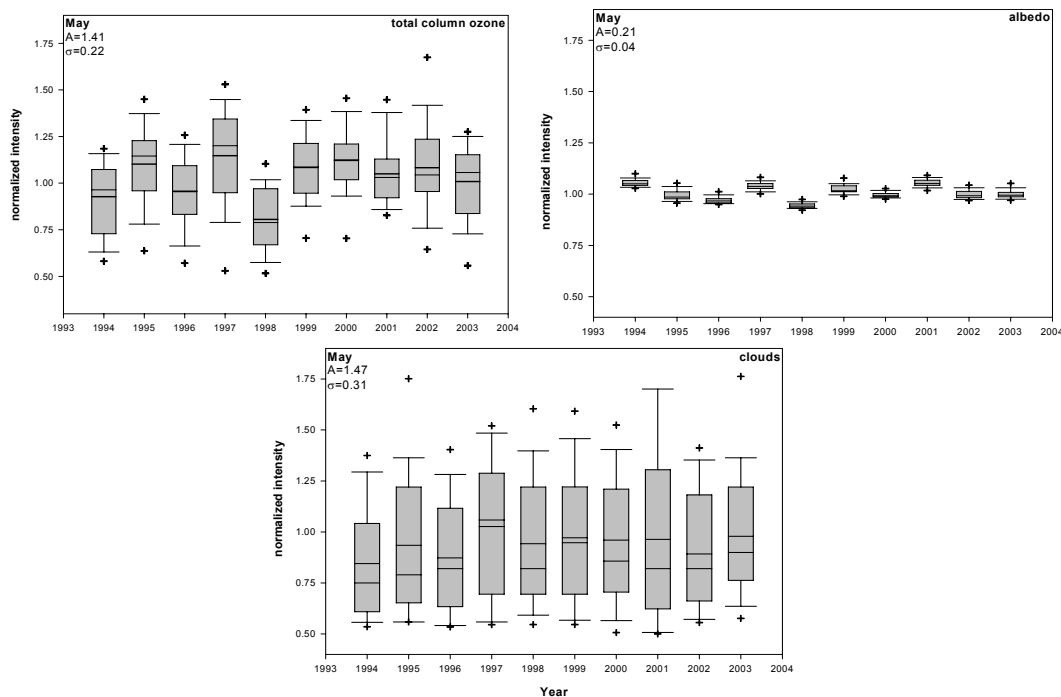 May total column ozone
A=1.41
σ=0.22
normalized intensity
1.75
1.50
1.25
1.00
0.75
0.50
1993 1994 1995 1996 1997 1998 1999 2000 2001 2002 2003 2004
May albedo
A=0.21
σ=0.04
normalized intensity
1.75
1.50
1.25
1.00
0.75
0.50
1993 1994 1995 1996 1997 1998 1999 2000 2001 2002 2003 2004
May clouds
A=1.47
σ=0.31
normalized intensity
1.75
1.50
1.25
1.00
0.75
0.50
1993 1994 1995 1996 1997 1998 1999 2000 2001 2002 2003 2004
Year